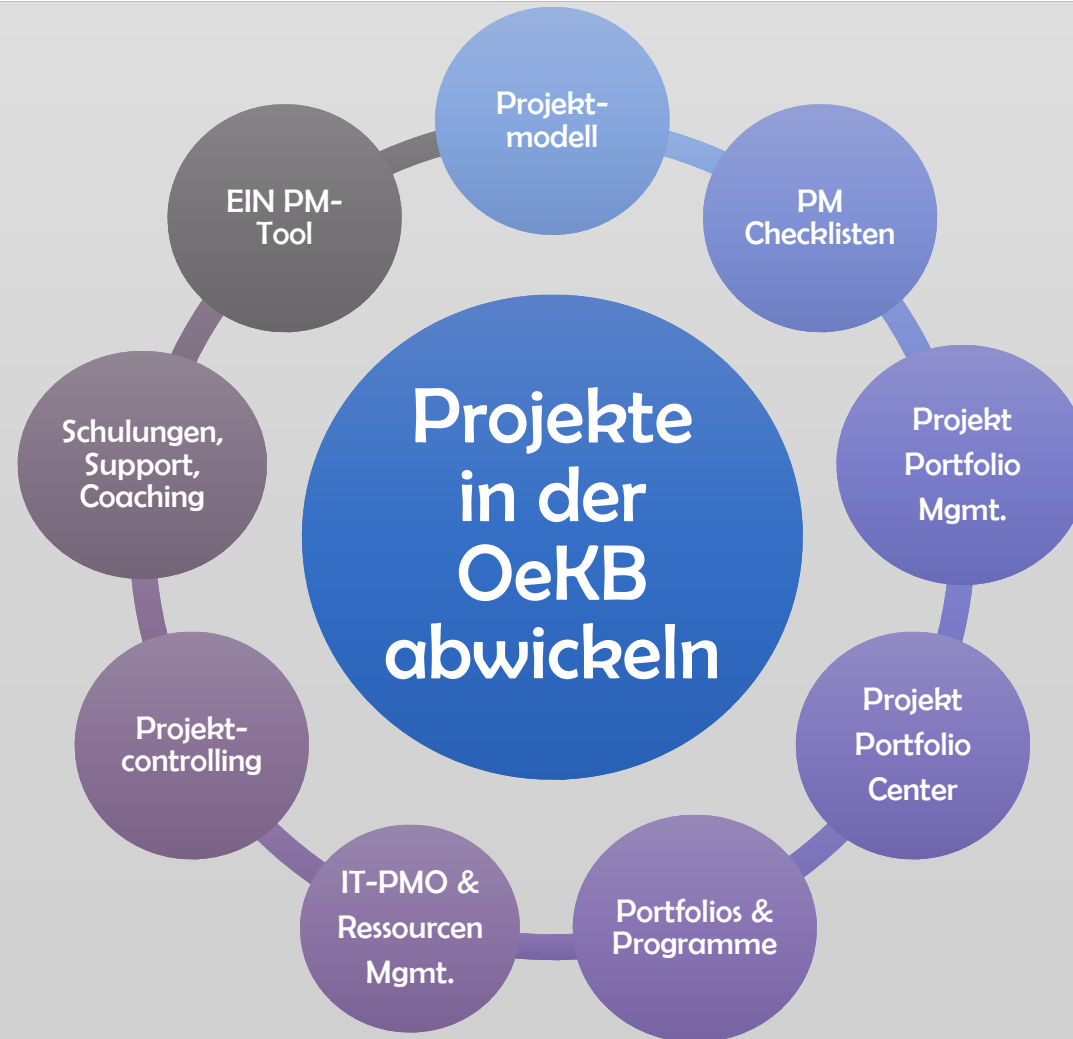 Projekt-
modell
PM
Checklisten
Projekt
Portfolio
Mgmt.
Projekt
Portfolio
Center
Portfolios &
Programme
IT-PMO &
Ressourcen
Mgmt.
Projekt-
controlling
Schulungen,
Support,
Coaching
EIN PM-
Tool
Projekte
in der
OeKB
abwickeln